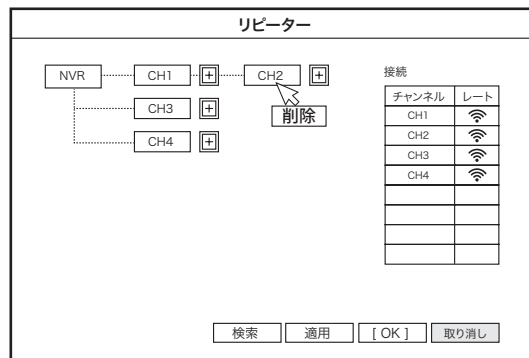 リピーター
NVR CH1 + CH2 +
削除
CH3 +
CH4 +
接続
チャンネル レート
CH1
CH2
CH3
CH4
検索 適用 [ OK ] 取り消し